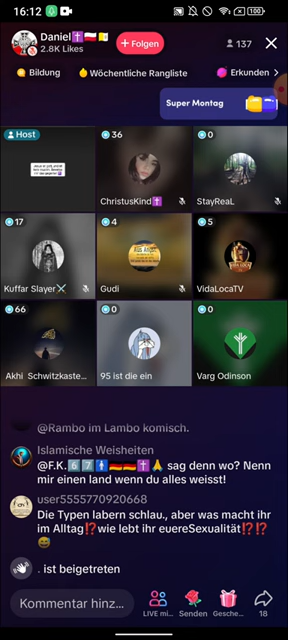 16:12
100
Daniel✝️🇵🇱🇻🇦
2.8K Likes
+ Folgen
137
Bildung
Wöchentliche Rangliste
Erkunden >
Super Montag
Host
36
0
ChristusKind✝️
StayReaL
17
4
5
Kuffar Slayer⚔️
Gudi
VidaLocaTV
66
0
0
Akhi Schwitzkaste...
95 ist die ein
Varg Odinson
@Rambo im Lambo komisch.
Islamische Weisheiten
@F.K.6️⃣7️⃣🚹🇩🇪🇩🇪✝️🙏 sag denn wo? Nenn
mir einen land wenn du alles weisst!
user5555770920668
Die Typen labern schlau., aber was macht ihr
im Alltag⁉️wie lebt ihr euereSexualität⁉️⁉️
😅
. ist beigetreten
Kommentar hinz...
LIVE mi...
Senden
Gesche...
18